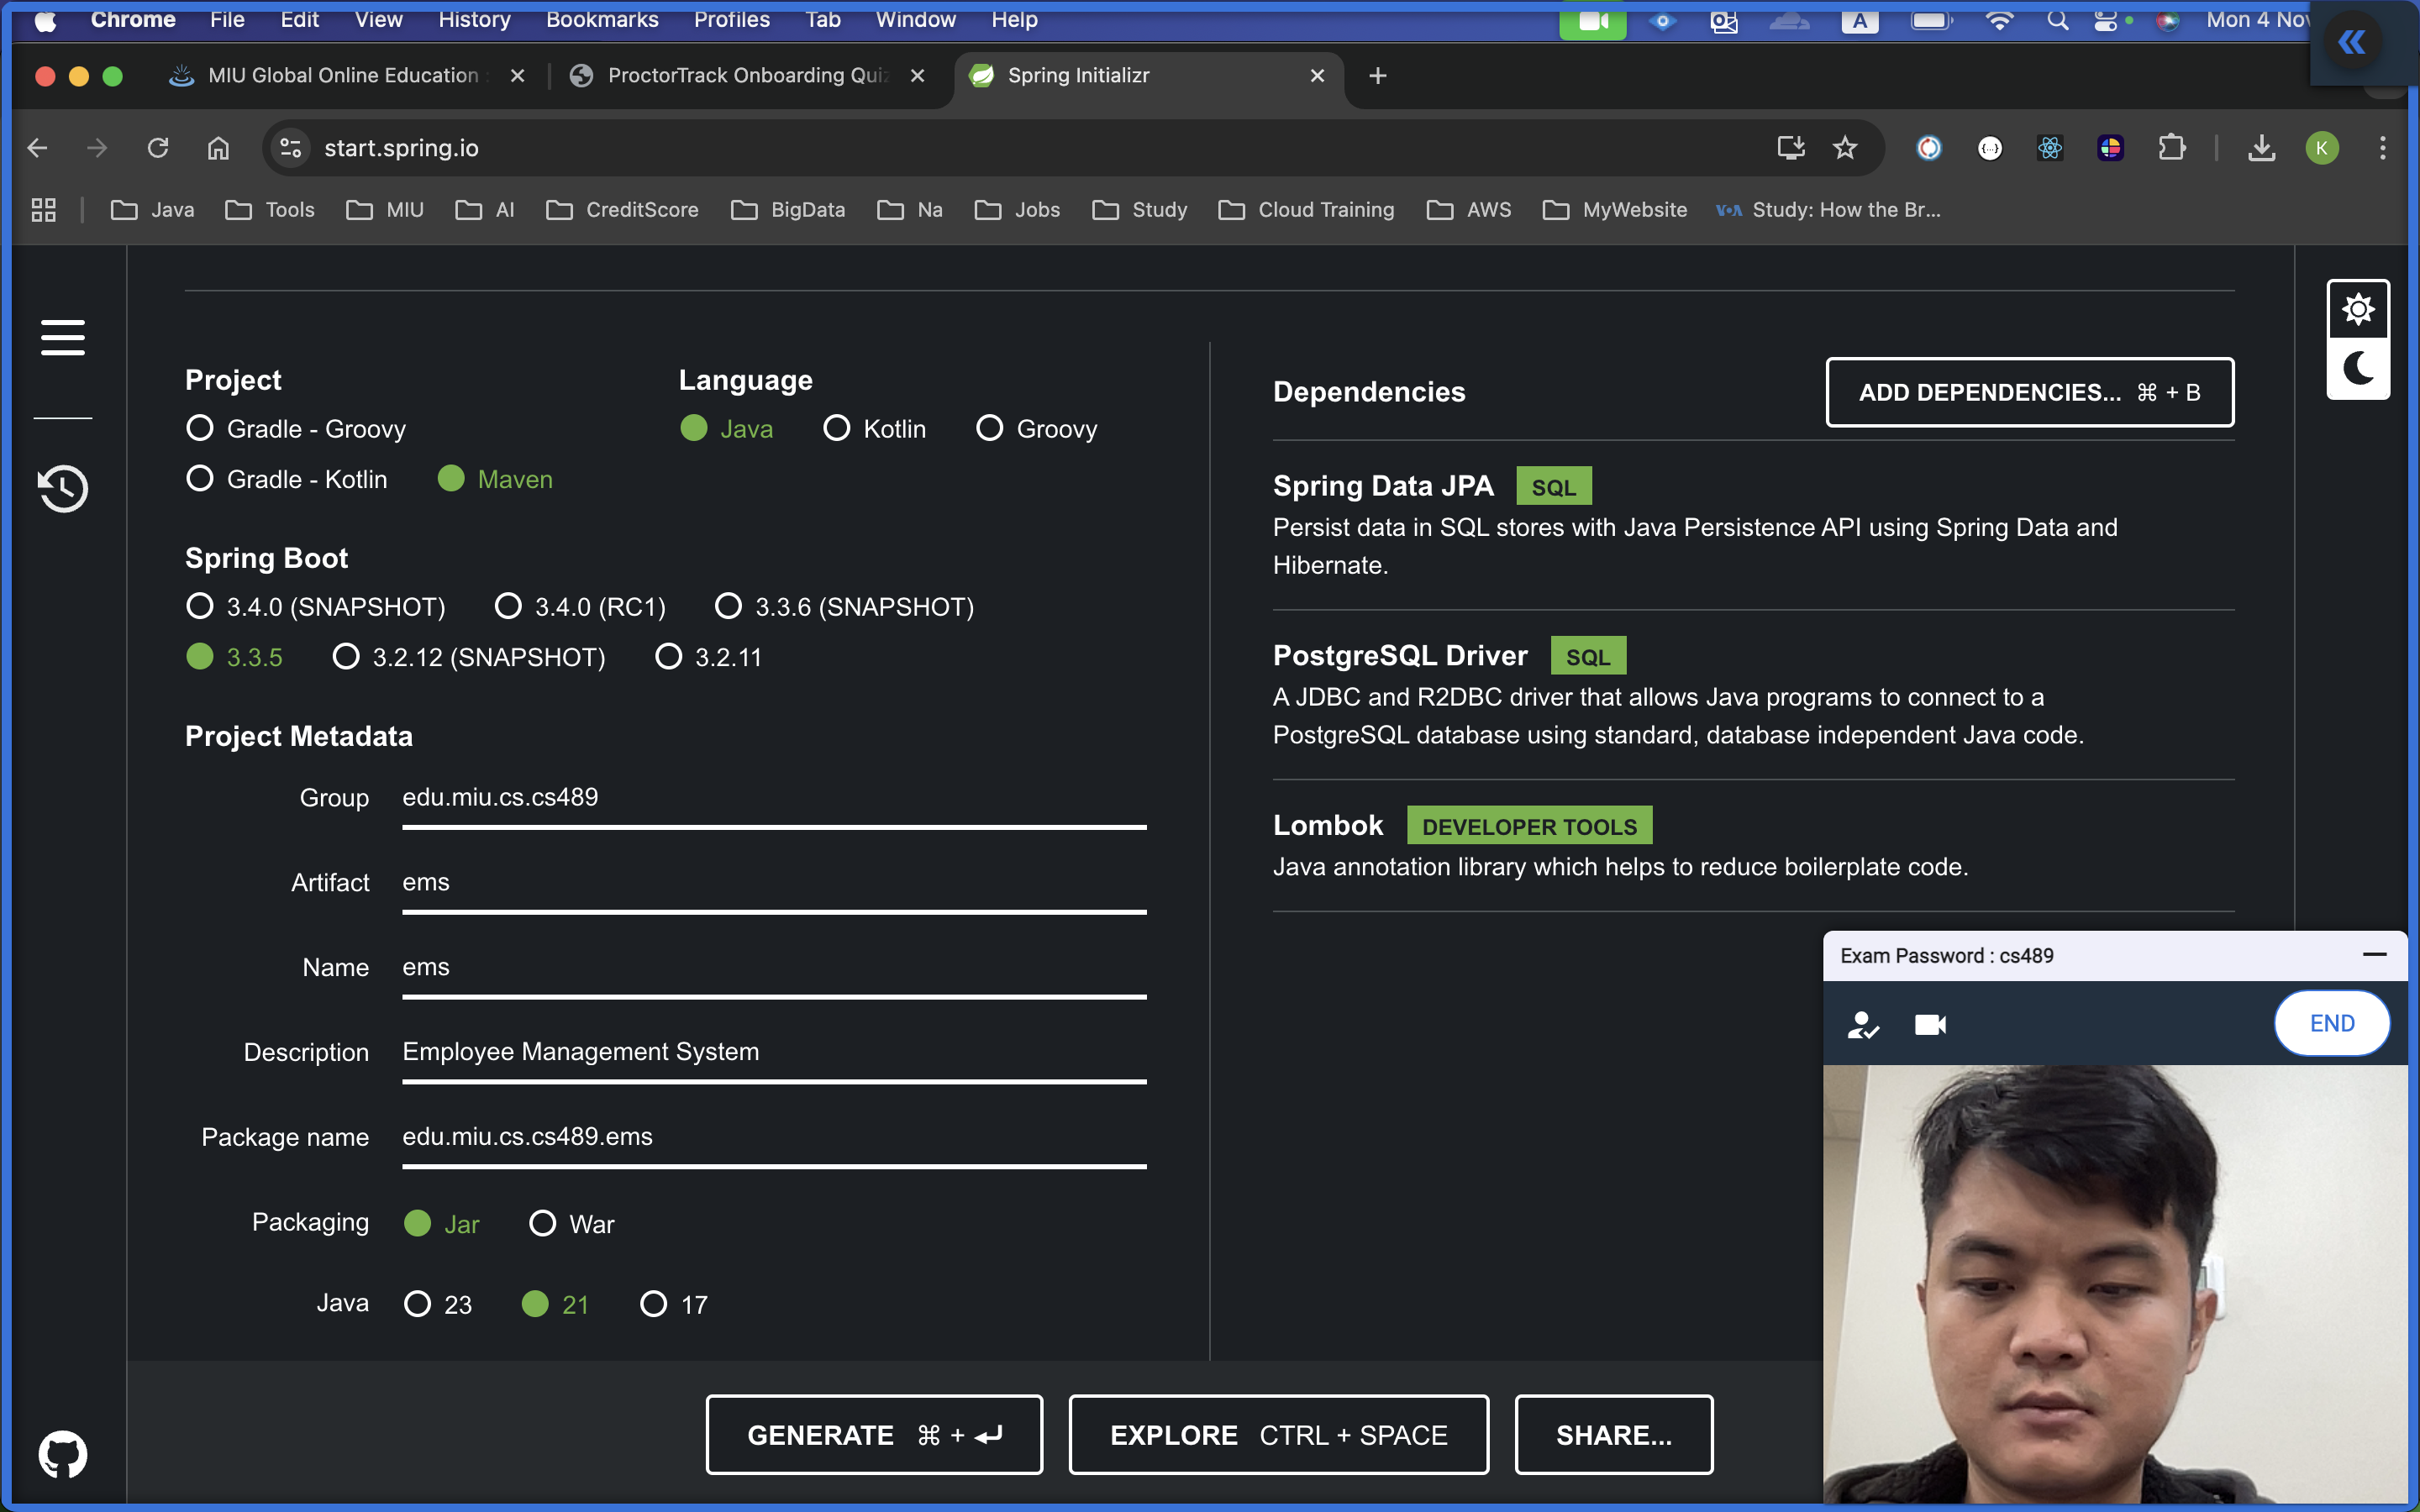 Chrome File Edit View History Bookmarks Profiles Tab Window Help A Mon 4 Nov
MIU Global Online Education ProctorTrack Onboarding Quiz Spring Initializr
start.spring.io K
Java Tools MIU AI CreditScore BigData Na Jobs Study Cloud Training AWS MyWebsite VOA Study: How the Br...
Project
Gradle - Groovy
Gradle - Kotlin Maven
Language
Java Kotlin Groovy
Spring Boot
3.4.0 (SNAPSHOT) 3.4.0 (RC1) 3.3.6 (SNAPSHOT)
3.3.5 3.2.12 (SNAPSHOT) 3.2.11
Project Metadata
Group edu.miu.cs.cs489
Artifact ems
Name ems
Description Employee Management System
Package name edu.miu.cs.cs489.ems
Packaging Jar War
Java 23 21 17
Dependencies ADD DEPENDENCIES... ⌘ + B
Spring Data JPA SQL
Persist data in SQL stores with Java Persistence API using Spring Data and
Hibernate.
PostgreSQL Driver SQL
A JDBC and R2DBC driver that allows Java programs to connect to a
PostgreSQL database using standard, database independent Java code.
Lombok DEVELOPER TOOLS
Java annotation library which helps to reduce boilerplate code.
Exam Password : cs489
END
GENERATE ⌘ + ⏎ EXPLORE CTRL + SPACE SHARE...